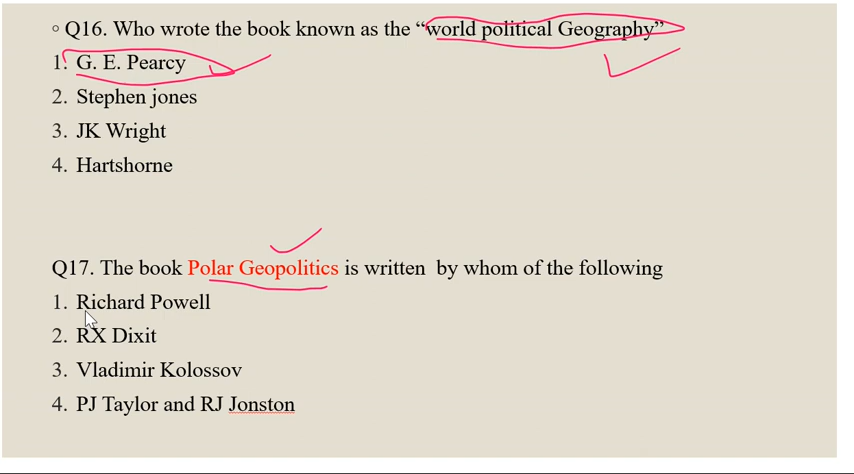 ◦ Q16. Who wrote the book known as the “world political Geography”
1. G. E. Pearcy
2. Stephen jones
3. JK Wright
4. Hartshorne
Q17. The book Polar Geopolitics is written by whom of the following
1. Richard Powell
2. RX Dixit
3. Vladimir Kolossov
4. PJ Taylor and RJ Jonston